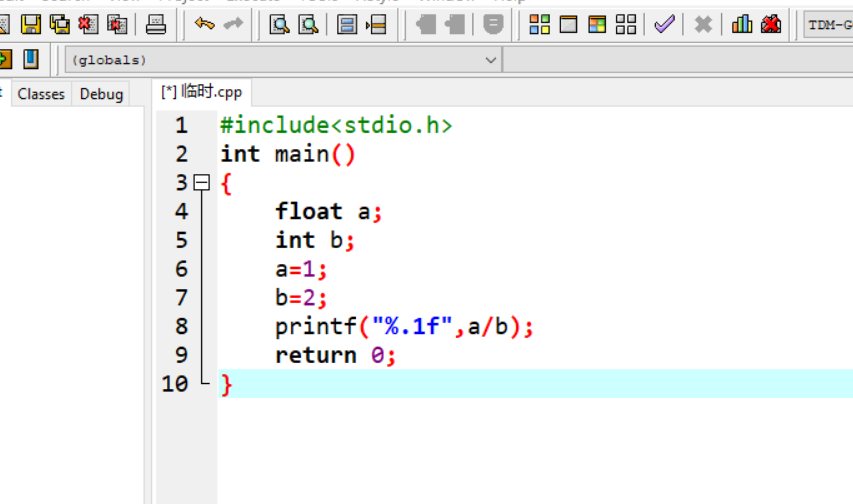 TDM-G
(globals)
Classes Debug [*] 临时.cpp
1 #include<stdio.h>
2 int main()
3 {
4 float a;
5 int b;
6 a=1;
7 b=2;
8 printf("%.1f",a/b);
9 return 0;
10 }